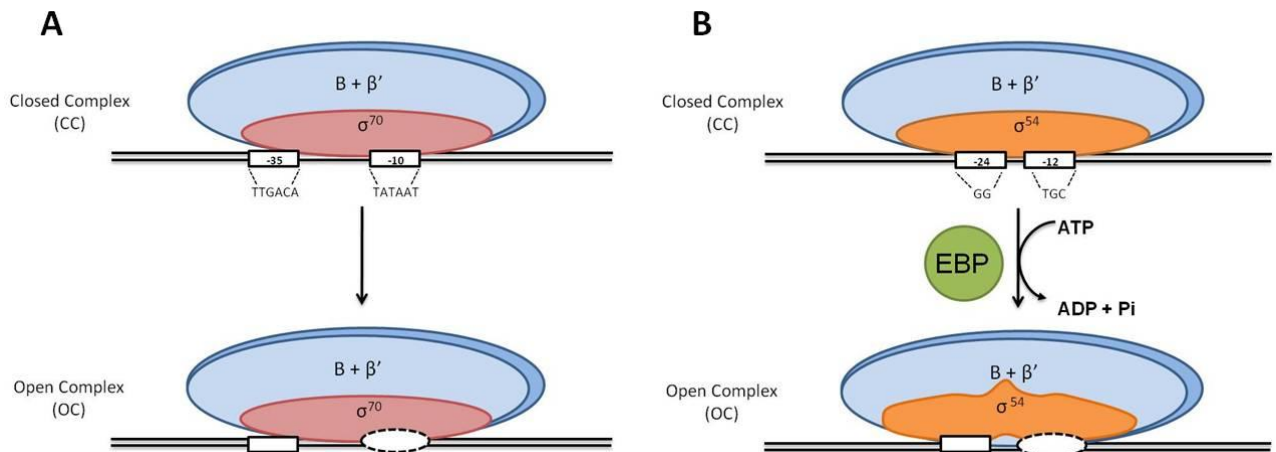 A
Closed Complex
(CC)
B + β′
σ⁷⁰
-35
-10
TTGACA
TATAAT
Open Complex
(OC)
B + β′
σ⁷⁰
B
Closed Complex
(CC)
B + β′
σ⁵⁴
-24
-12
GG
TGC
EBP
ATP
ADP + Pi
Open Complex
(OC)
B + β′
σ⁵⁴